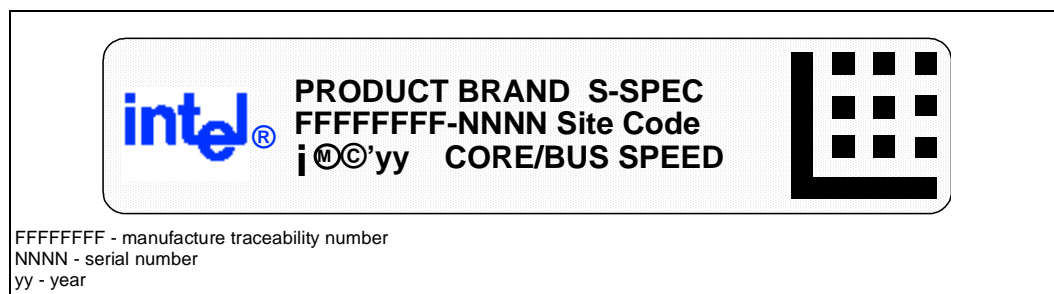 intel®
PRODUCT BRAND S-SPEC
FFFFFFFF-NNNN Site Code
i ⓂⒸ'yy CORE/BUS SPEED
FFFFFFFF - manufacture traceability number
NNNN - serial number
yy - year